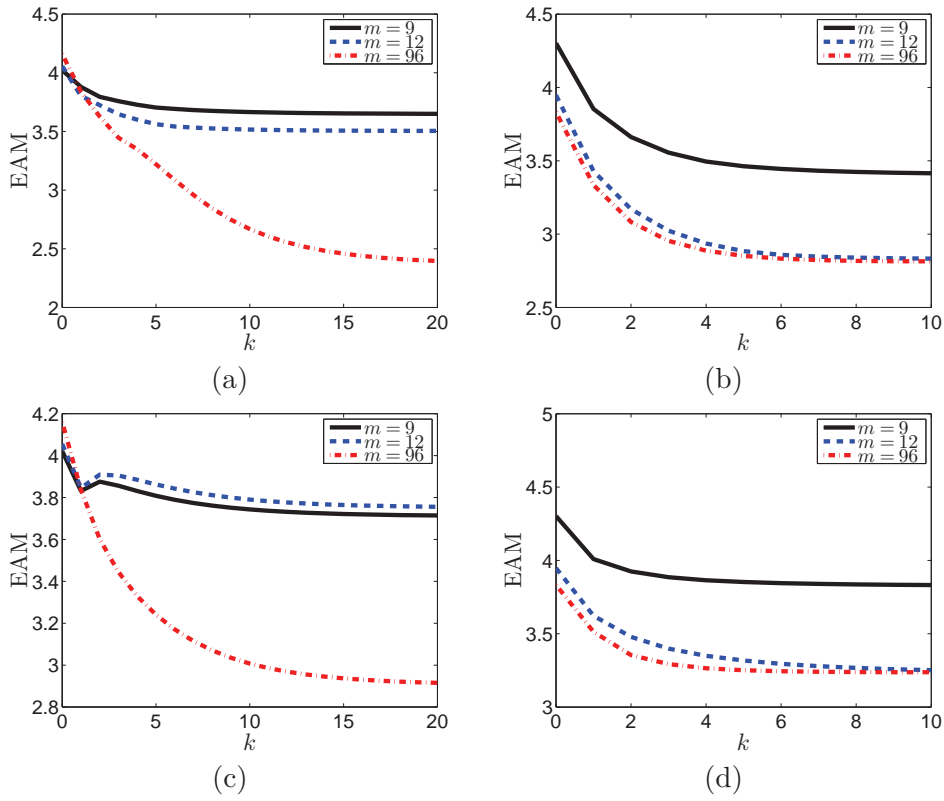 4.5
4
3.5
3
2.5
2
EAM
0 5 10 15 20
k
m = 9
m = 12
m = 96
(a)
4.5
4
3.5
3
2.5
EAM
0 2 4 6 8 10
k
m = 9
m = 12
m = 96
(b)
4.2
4
3.8
3.6
3.4
3.2
3
2.8
EAM
0 5 10 15 20
k
m = 9
m = 12
m = 96
(c)
5
4.5
4
3.5
3
EAM
0 2 4 6 8 10
k
m = 9
m = 12
m = 96
(d)